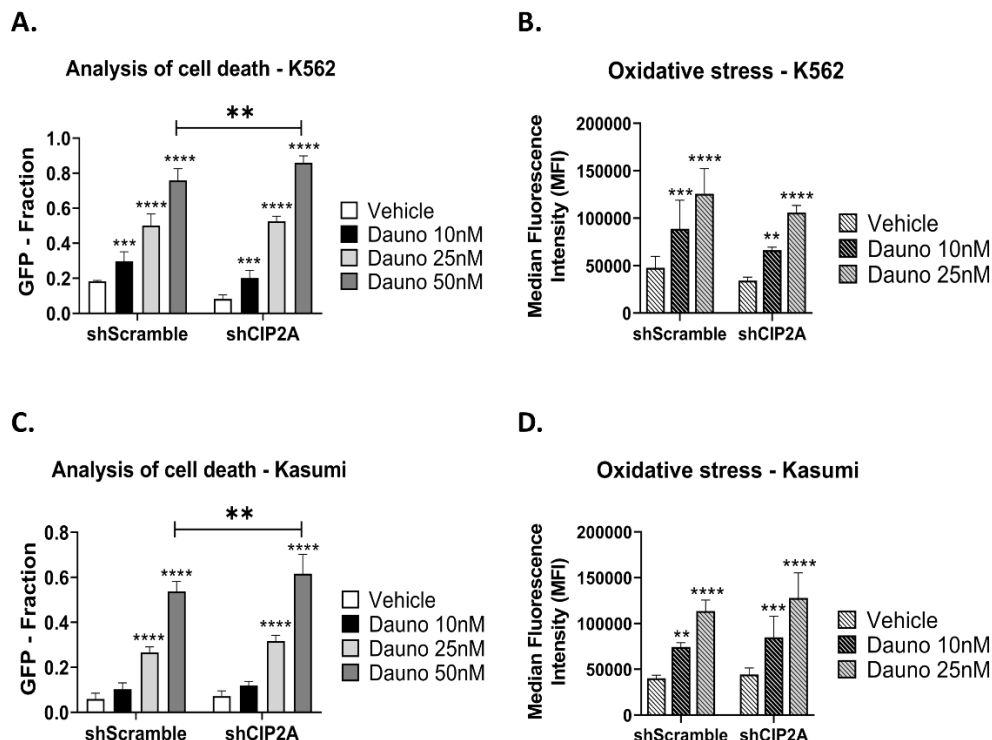 A.
Analysis of cell death - K562
**
GFP - Fraction
1.0
0.8
0.6
0.4
0.2
0.0
***
****
****
***
****
****
shScramble
shCIP2A
Vehicle
Dauno 10nM
Dauno 25nM
Dauno 50nM
B.
Oxidative stress - K562
Median Fluorescence
Intensity (MFI)
200000
150000
100000
50000
0
***
****
**
****
shScramble
shCIP2A
Vehicle
Dauno 10nM
Dauno 25nM
C.
Analysis of cell death - Kasumi
**
GFP - Fraction
0.8
0.6
0.4
0.2
0.0
****
****
****
****
shScramble
shCIP2A
Vehicle
Dauno 10nM
Dauno 25nM
Dauno 50nM
D.
Oxidative stress - Kasumi
Median Fluorescence
Intensity (MFI)
200000
150000
100000
50000
0
**
****
***
****
shScramble
shCIP2A
Vehicle
Dauno 10nM
Dauno 25nM